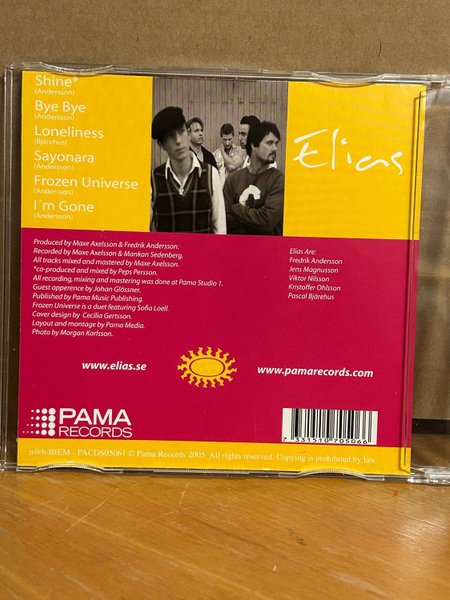 Shine*
(Andersson)
Bye Bye
(Andersson)
Loneliness
(Bjärehus)
Sayonara
(Andersson)
Frozen Universe
(Andersson)
I´m Gone
(Andersson)
Elias
Produced by Maxe Axelsson & Fredrik Andersson.
Recorded by Maxe Axelsson & Mankan Sedenberg.
All tracks mixed and mastered by Maxe Axelsson.
*co-produced and mixed by Peps Persson.
All recording, mixing and mastering was done at Pama Studio 1.
Guest apperence by Johan Glössner.
Published by Pama Music Publishing.
Frozen Universe is a duet featuring Sofia Loell.
Cover design by Cecilia Gertsson.
Layout and montage by Pama Media.
Photo by Morgan Karlsson.
Elias Are:
Fredrik Andersson
Jens Magnusson
Viktor Nilsson
Kristoffer Ohlsson
Pascal Bjärehus
www.elias.se
www.pamarecords.com
PAMA
RECORDS
7 331510 705066
n@b/BIEM - PACDS05061 © Pama Records 2005 All rights reserved. Copying is prohibited by law.